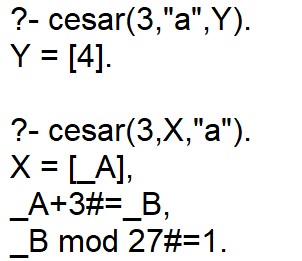 ?- cesar(3,"a",Y).
Y = [4].
?- cesar(3,X,"a").
X = [_A],
_A+3#=_B,
_B mod 27#=1.